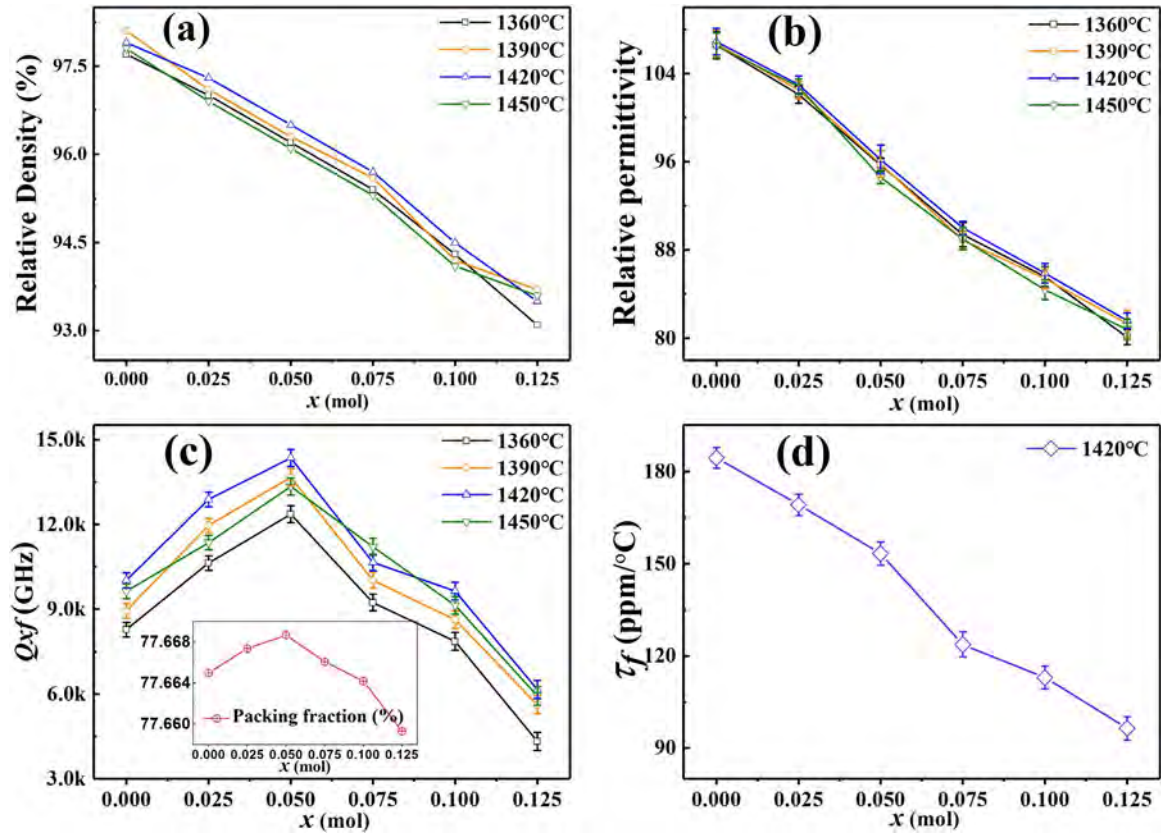 (a)
1360°C
1390°C
1420°C
1450°C
97.5
96.0
94.5
93.0
Relative Density (%)
0.000 0.025 0.050 0.075 0.100 0.125
x (mol)
(b)
1360°C
1390°C
1420°C
1450°C
104
96
88
80
Relative permittivity
0.000 0.025 0.050 0.075 0.100 0.125
x (mol)
(c)
1360°C
1390°C
1420°C
1450°C
15.0k
12.0k
9.0k
6.0k
3.0k
Qxf (GHz)
77.668
77.664
77.660
Packing fraction (%)
0.000 0.025 0.050 0.075 0.100 0.125
x (mol)
0.000 0.025 0.050 0.075 0.100 0.125
x (mol)
(d)
1420°C
180
150
120
90
τf (ppm/°C)
0.000 0.025 0.050 0.075 0.100 0.125
x (mol)